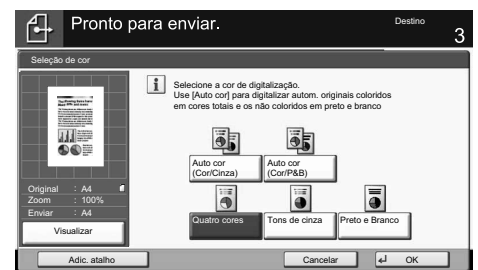 Pronto para enviar.
Destino
3
Seleção de cor
i
Selecione a cor de digitalização.
Use [Auto cor] para digitalizar autom. originais coloridos
em cores totais e os não coloridos em preto e branco
Auto cor
(Cor/Cinza)
Auto cor
(Cor/P&B)
Quatro cores
Tons de cinza
Preto e Branco
Original : A4
Zoom : 100%
Enviar : A4
Visualizar
Adic. atalho
Cancelar
OK